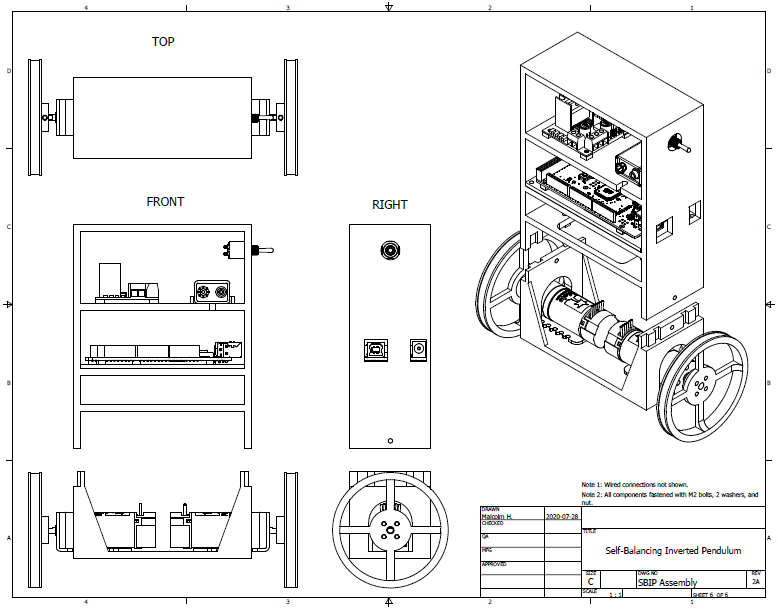 4 3 2 1
TOP
D D
FRONT
RIGHT
C C
B B
Note 1: Wired connections not shown.
Note 2: All components fastened with M2 bolts, 2 washers, and
nut.
DRAWN
Malcolm H. 2020-07-28
CHECKED
QA
MFG
APPROVED
TITLE
Self-Balancing Inverted Pendulum
SIZE
C
DWG NO
SBIP Assembly
REV
2A
SCALE
1 : 1
SHEET 6 OF 6
A A
4 3 2 1